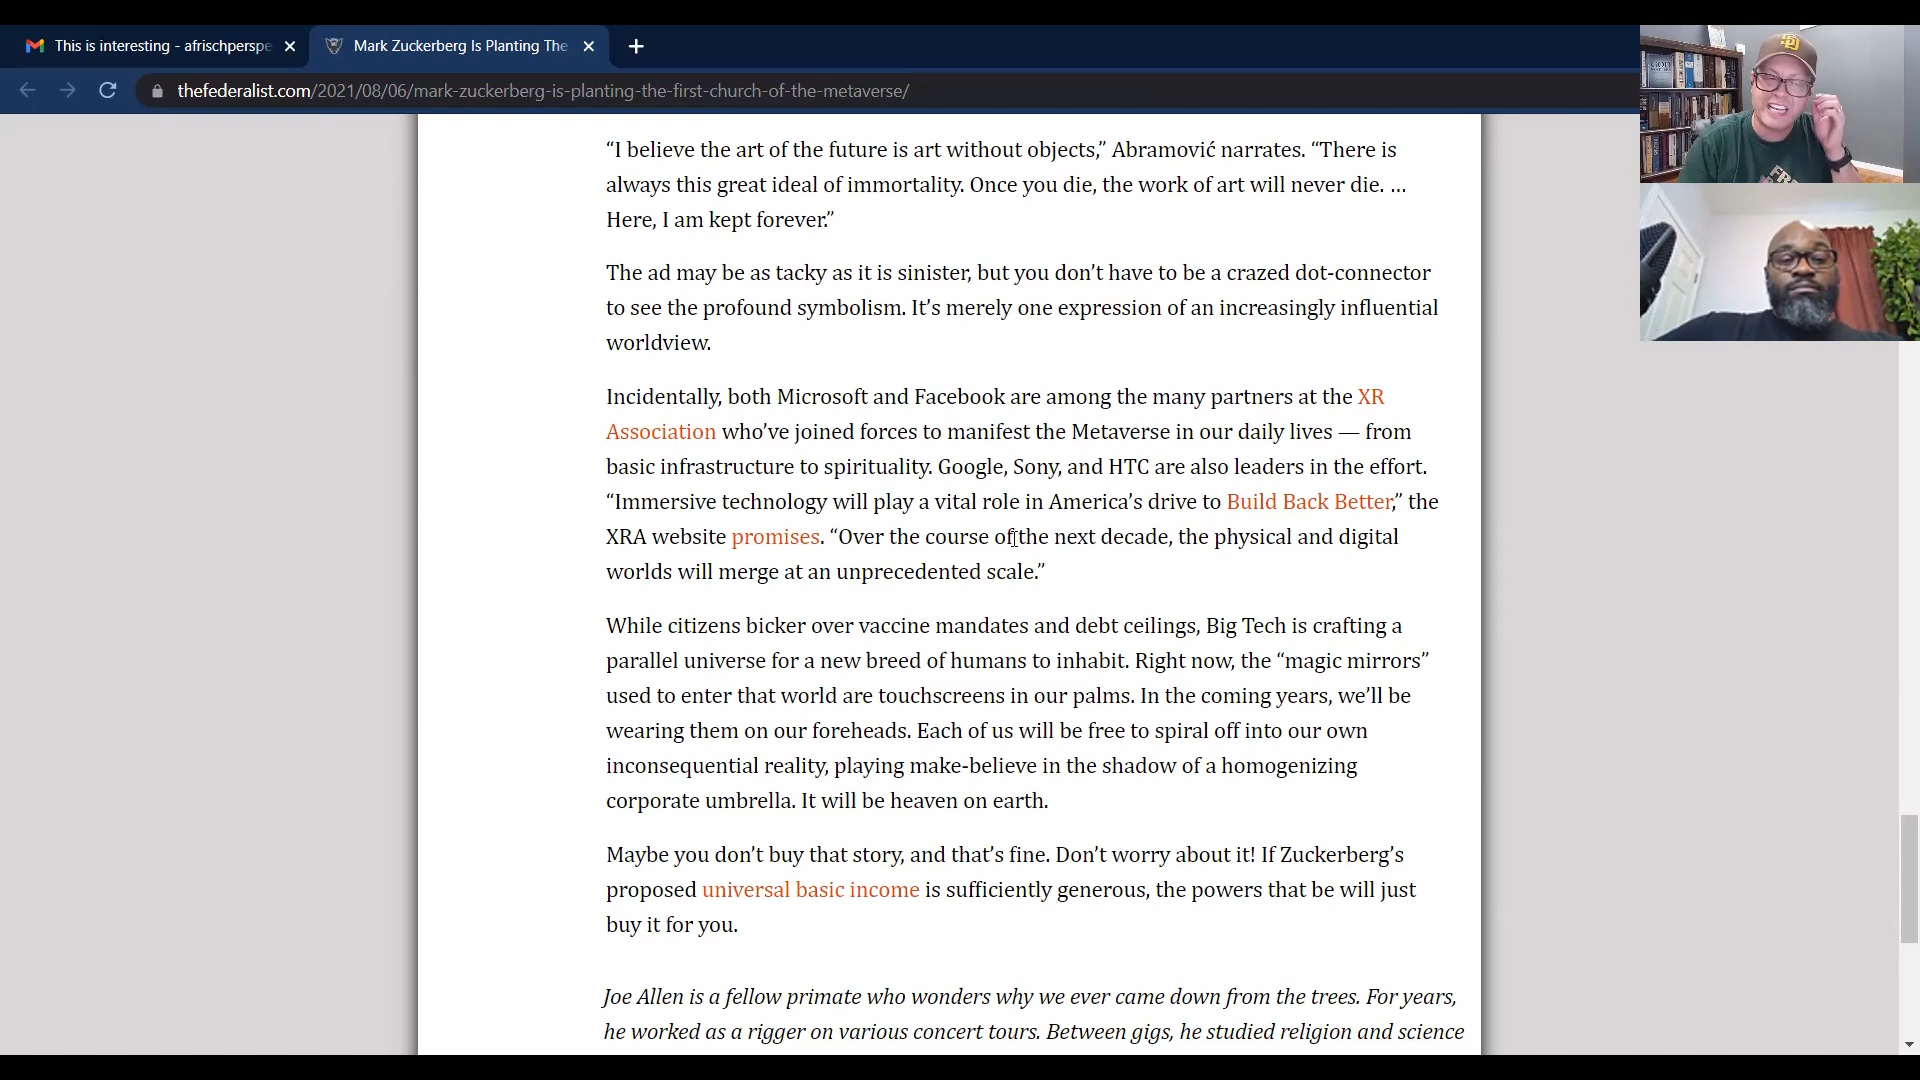 This is interesting - afrischperspe
Mark Zuckerberg Is Planting The
thefederalist.com/2021/08/06/mark-zuckerberg-is-planting-the-first-church-of-the-metaverse/
“I believe the art of the future is art without objects,” Abramović narrates. “There is
always this great ideal of immortality. Once you die, the work of art will never die. …
Here, I am kept forever.”
The ad may be as tacky as it is sinister, but you don’t have to be a crazed dot-connector
to see the profound symbolism. It’s merely one expression of an increasingly influential
worldview.
Incidentally, both Microsoft and Facebook are among the many partners at the XR
Association who’ve joined forces to manifest the Metaverse in our daily lives — from
basic infrastructure to spirituality. Google, Sony, and HTC are also leaders in the effort.
“Immersive technology will play a vital role in America’s drive to Build Back Better,” the
XRA website promises. “Over the course of the next decade, the physical and digital
worlds will merge at an unprecedented scale.”
While citizens bicker over vaccine mandates and debt ceilings, Big Tech is crafting a
parallel universe for a new breed of humans to inhabit. Right now, the “magic mirrors”
used to enter that world are touchscreens in our palms. In the coming years, we’ll be
wearing them on our foreheads. Each of us will be free to spiral off into our own
inconsequential reality, playing make-believe in the shadow of a homogenizing
corporate umbrella. It will be heaven on earth.
Maybe you don’t buy that story, and that’s fine. Don’t worry about it! If Zuckerberg’s
proposed universal basic income is sufficiently generous, the powers that be will just
buy it for you.
Joe Allen is a fellow primate who wonders why we ever came down from the trees. For years,
he worked as a rigger on various concert tours. Between gigs, he studied religion and science